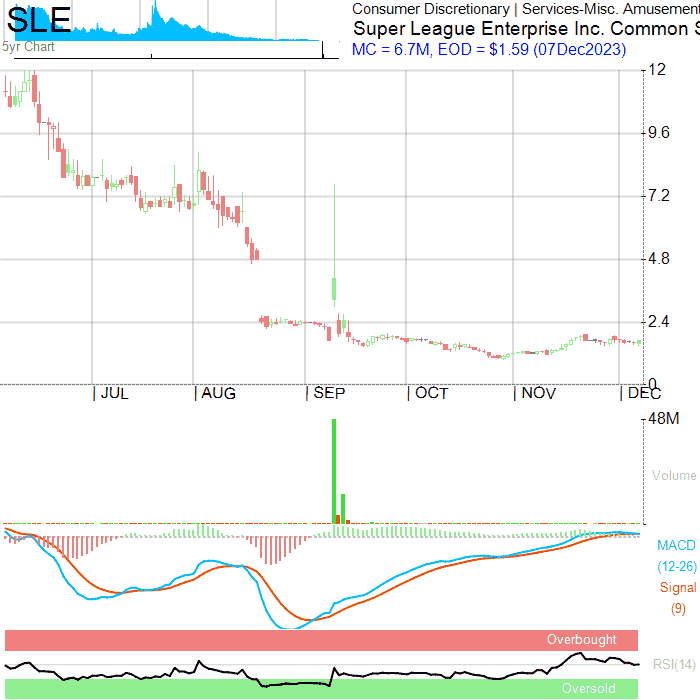 SLE
5yr Chart
Consumer Discretionary | Services-Misc. Amusement
Super League Enterprise Inc. Common S
MC = 6.7M, EOD = $1.59 (07Dec2023)
12
9.6
7.2
4.8
2.4
0
JUL AUG SEP OCT NOV DEC
48M
Volume
MACD
(12-26)
Signal
(9)
Overbought
RSI(14)
Oversold